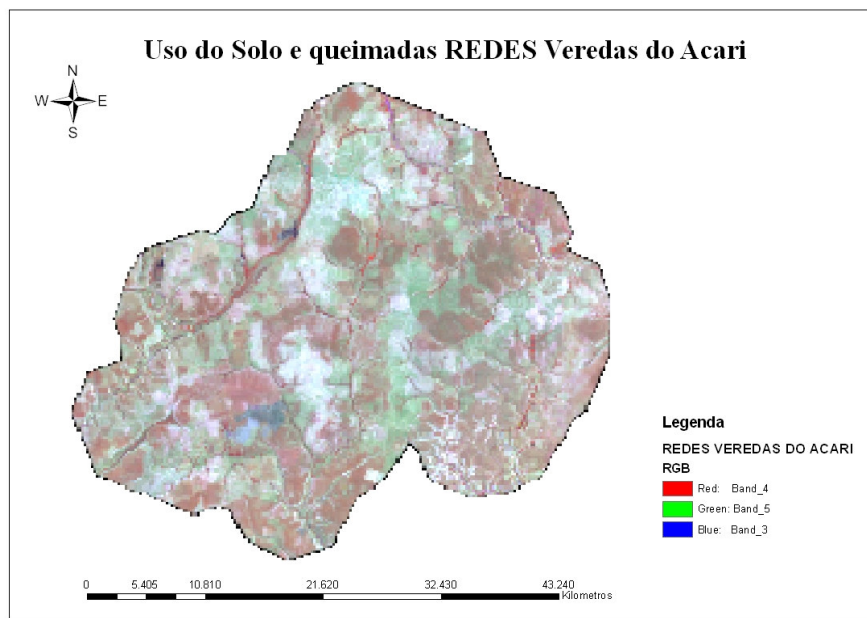 Uso do Solo e queimadas REDES Veredas do Acari
N
W E
S
Legenda
REDES VEREDAS DO ACARI
RGB
Red: Band_4
Green: Band_5
Blue: Band_3
0 5.405 10.810 21.620 32.430 43.240
Kilometros